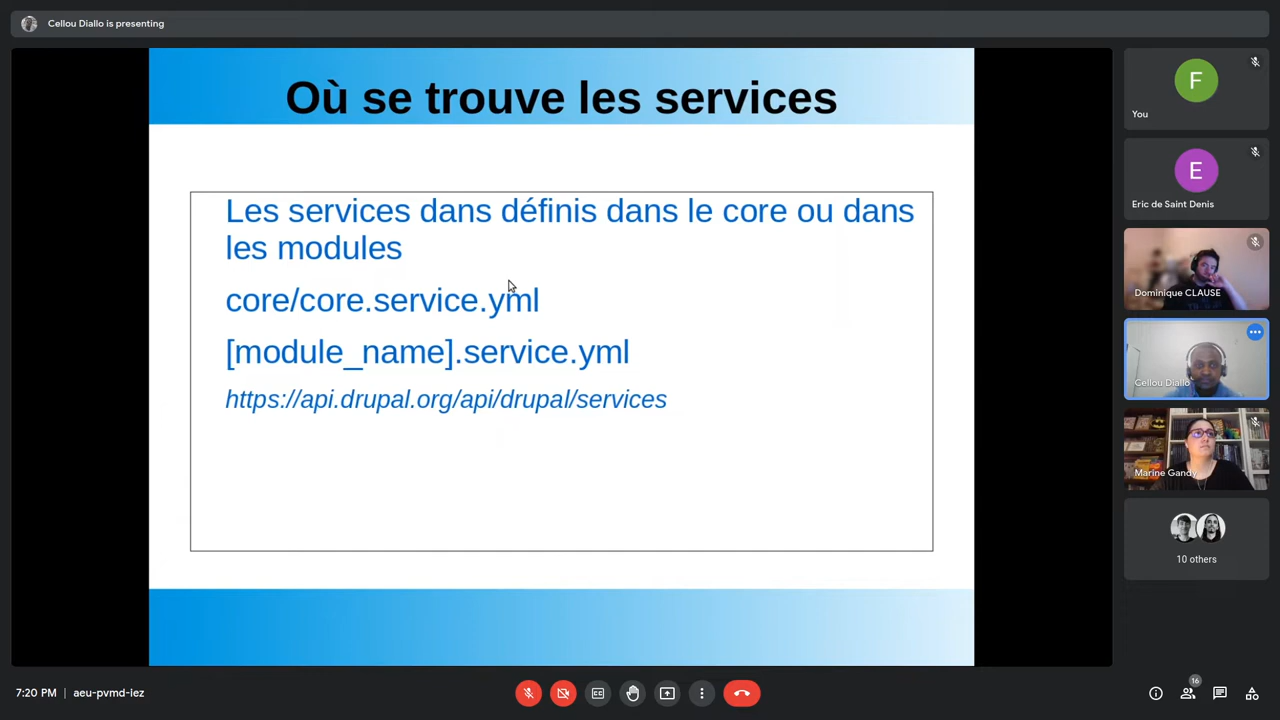 Cellou Diallo is presenting
Où se trouve les services
Les services dans définis dans le core ou dans
les modules
core/core.service.yml
[module_name].service.yml
https://api.drupal.org/api/drupal/services
F
You
E
Eric de Saint Denis
Dominique CLAUSE
Cellou Diallo
Marine Gandy
10 others
7:20 PM | aeu-pvmd-iez
CC
16